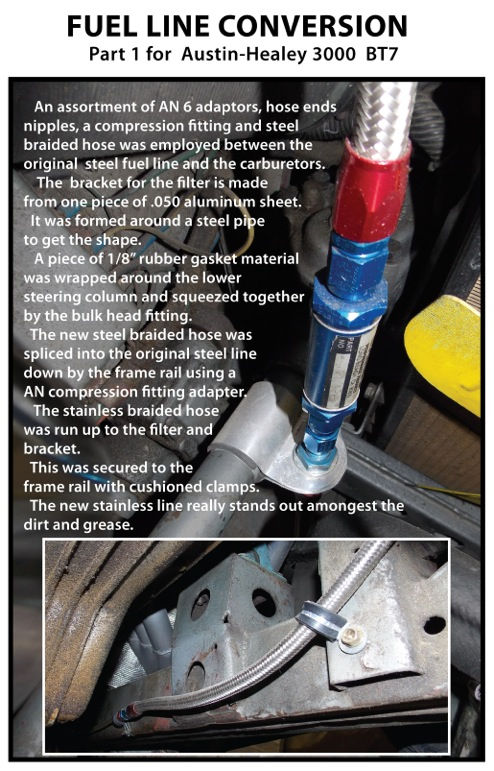 FUEL LINE CONVERSION
Part 1 for Austin-Healey 3000 BT7
An assortment of AN 6 adaptors, hose ends
nipples, a compression fitting and steel
braided hose was employed between the
original steel fuel line and the carburetors.
The bracket for the filter is made
from one piece of .050 aluminum sheet.
It was formed around a steel pipe
to get the shape.
A piece of 1/8” rubber gasket material
was wrapped around the lower
steering column and squeezed together
by the bulk head fitting.
The new steel braided hose was
spliced into the original steel line
down by the frame rail using a
AN compression fitting adapter.
The stainless braided hose
was run up to the filter and
bracket.
This was secured to the
frame rail with cushioned clamps.
The new stainless line really stands out amongest the
dirt and grease.
PART
NO